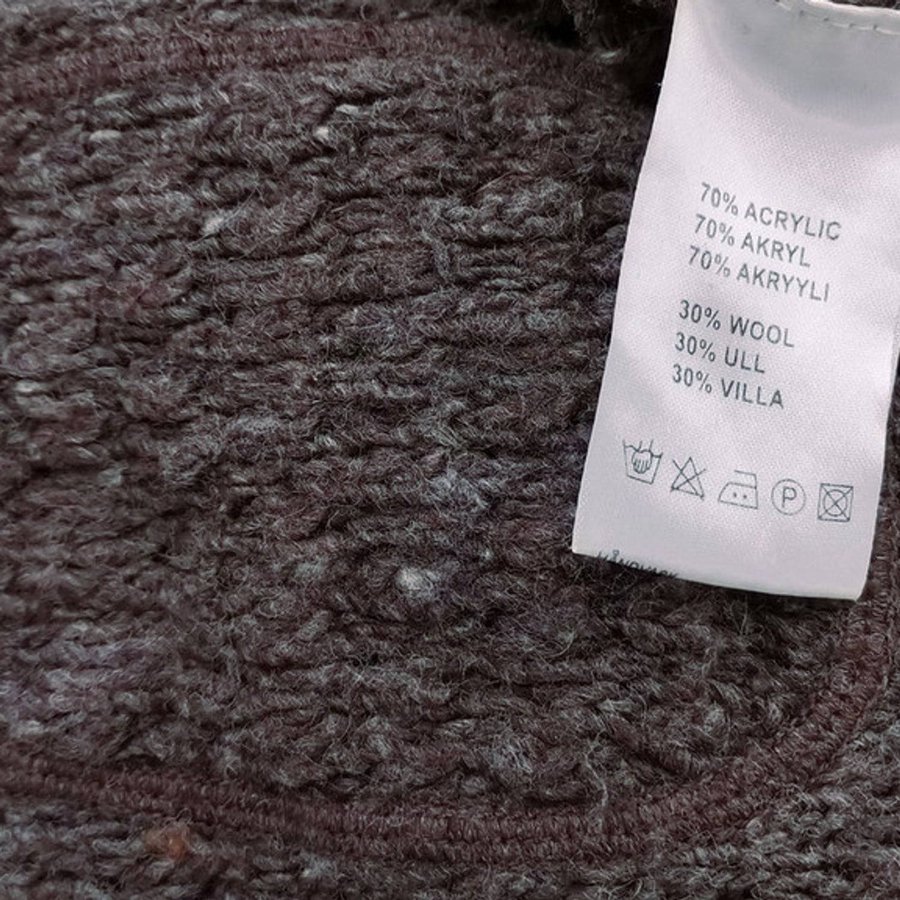 70% ACRYLIC
70% AKRYL
70% AKRYYLI
30% WOOL
30% ULL
30% VILLA
P